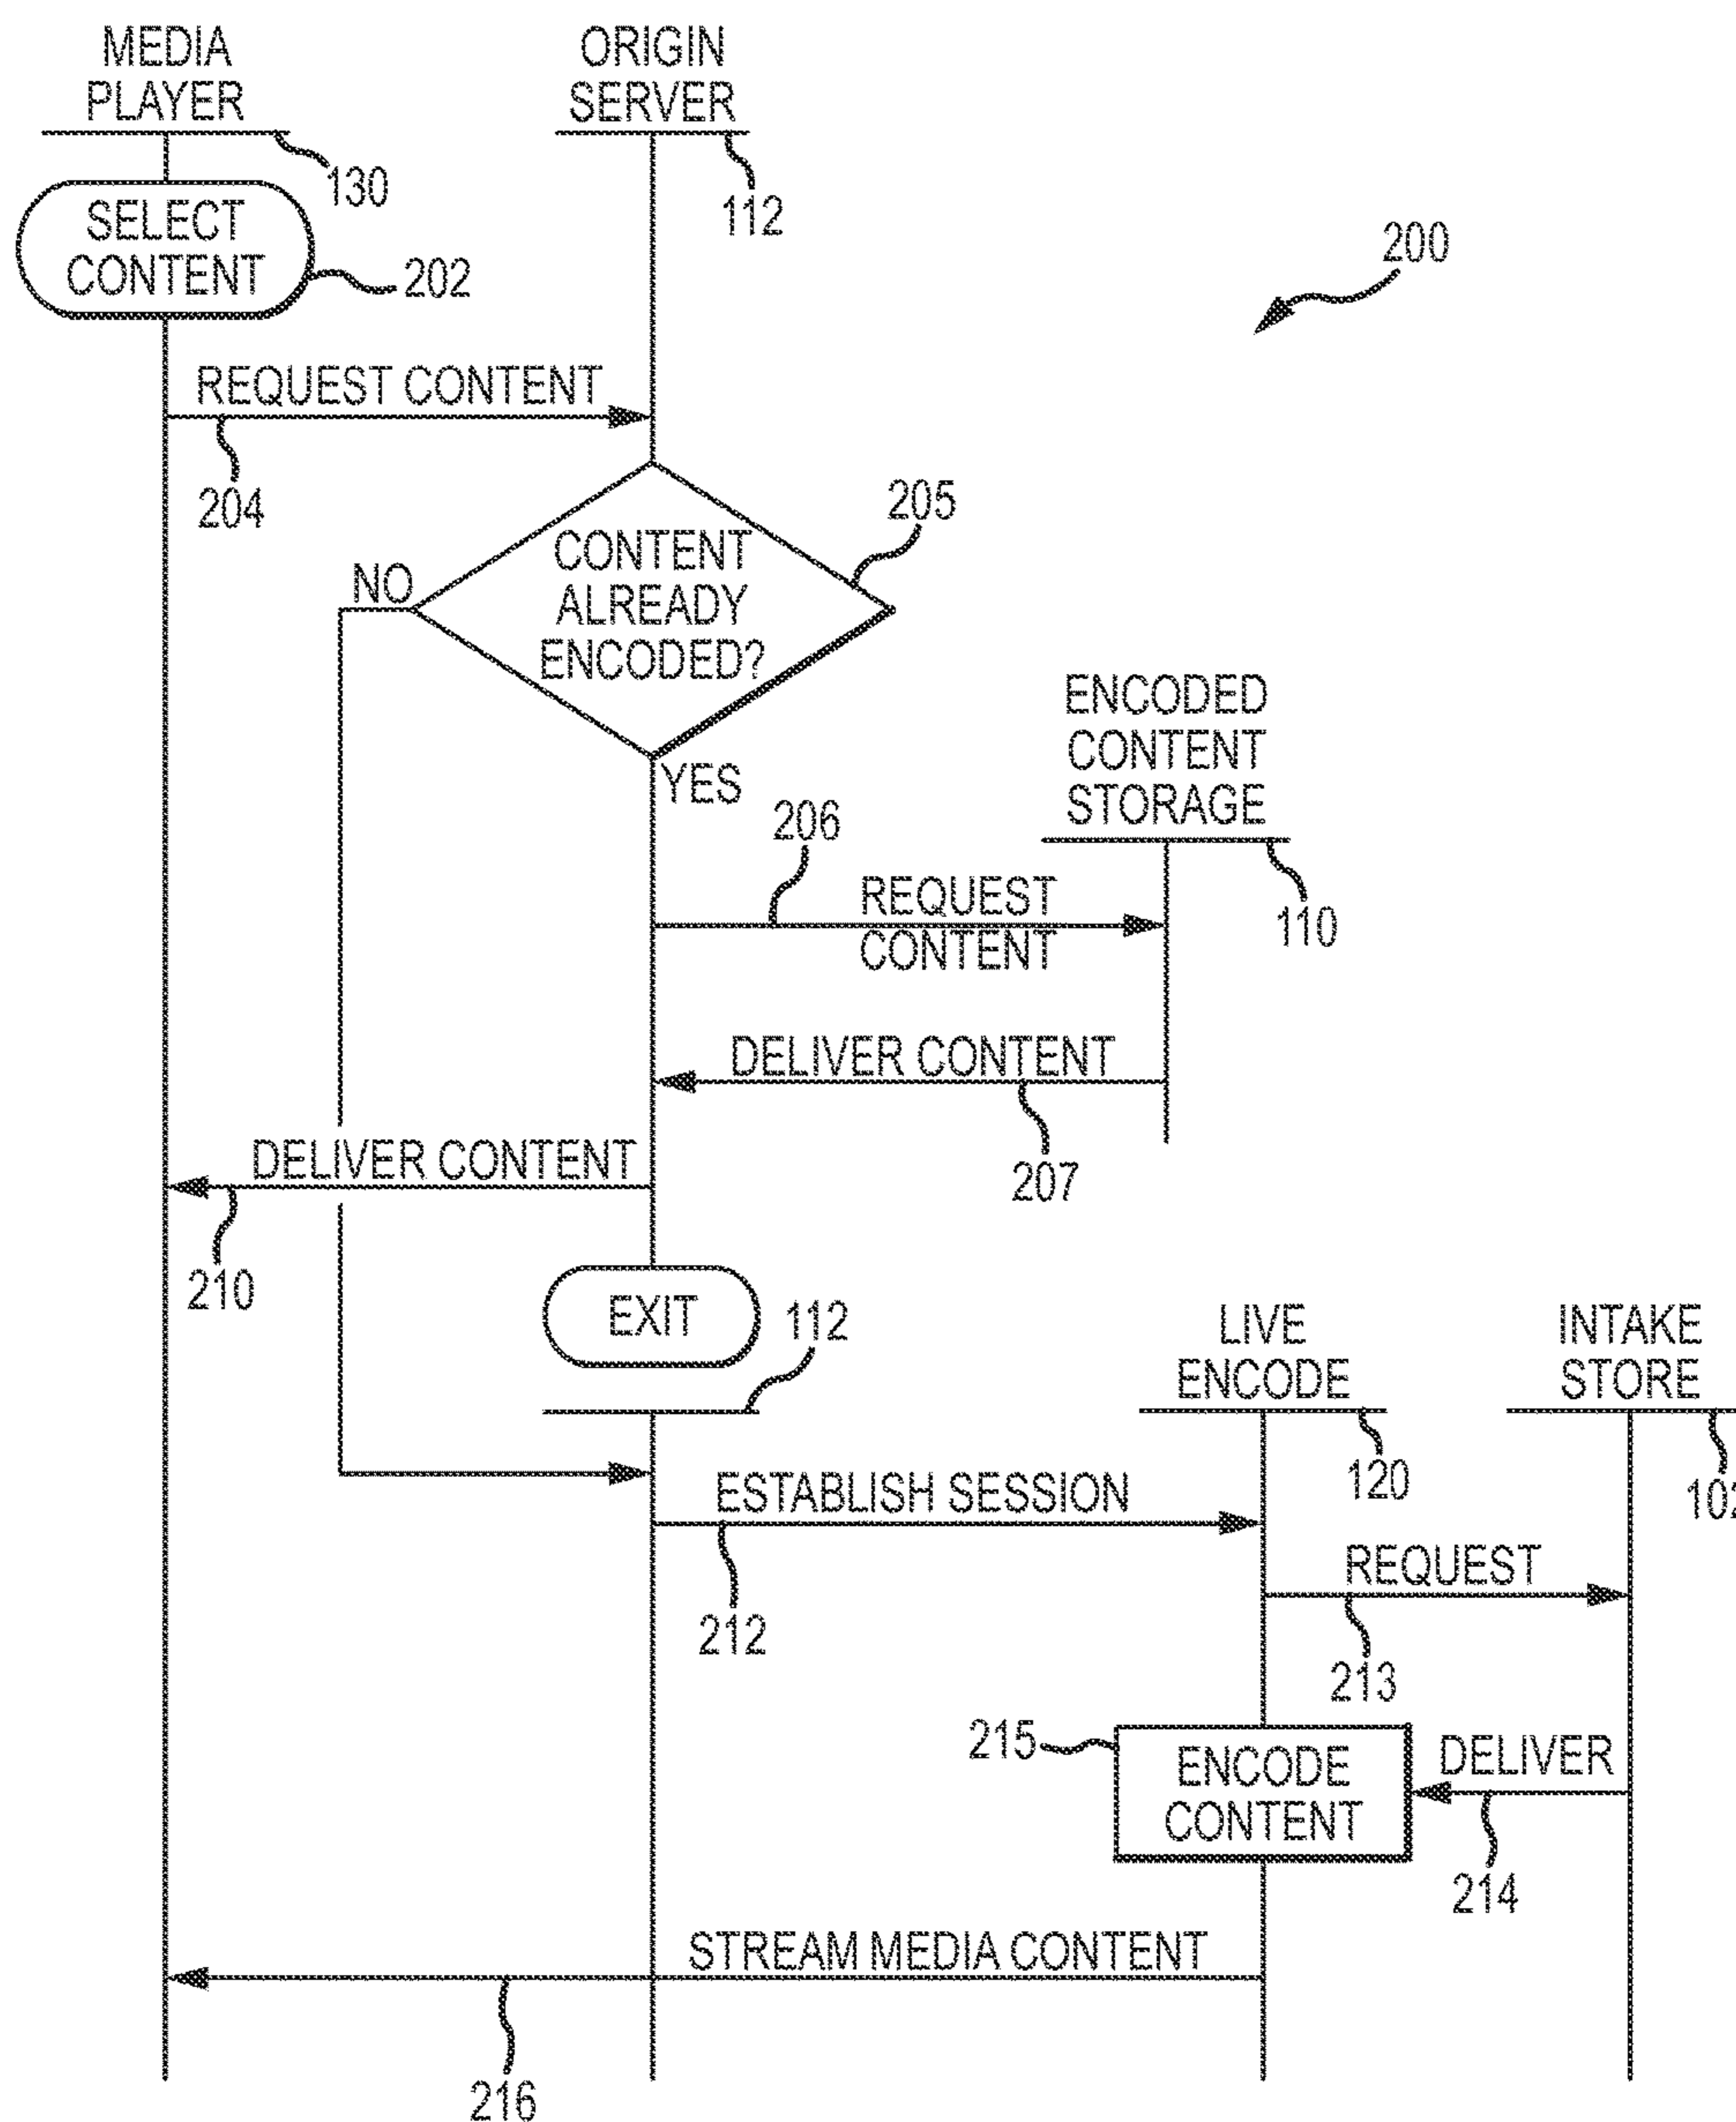 MEDIA
PLAYER
130
ORIGIN
SERVER
112
200
SELECT
CONTENT
202
REQUEST CONTENT
204
CONTENT
ALREADY
ENCODED?
205
NO
YES
ENCODED
CONTENT
STORAGE
110
206
REQUEST
CONTENT
DELIVER CONTENT
207
DELIVER CONTENT
210
EXIT
112
LIVE
ENCODE
120
INTAKE
STORE
102
ESTABLISH SESSION
212
REQUEST
213
215
ENCODE
CONTENT
DELIVER
214
STREAM MEDIA CONTENT
216